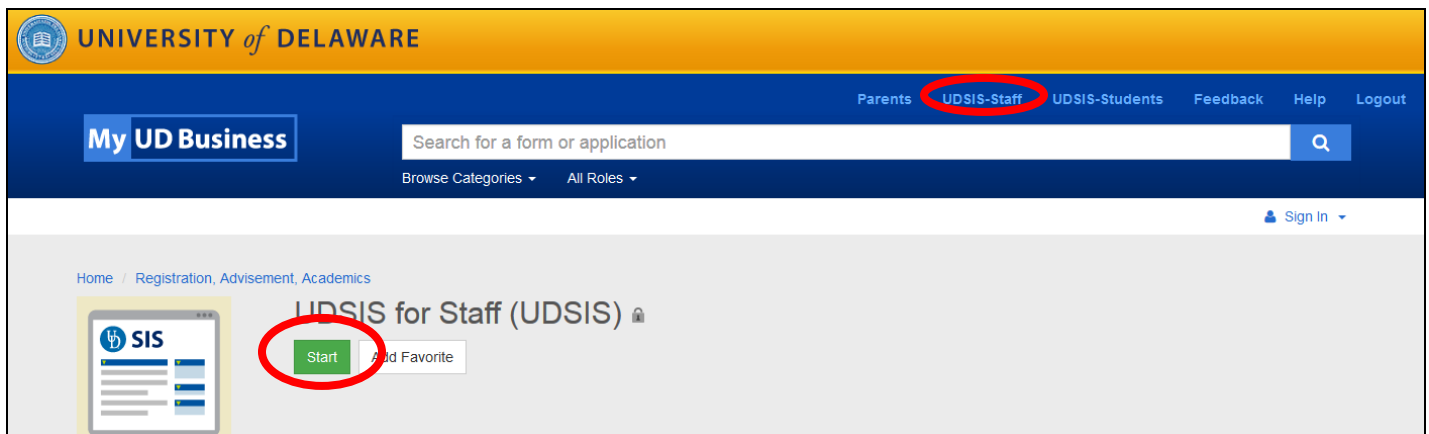 UNIVERSITY of DELAWARE
Parents UDSIS-Staff UDSIS-Students Feedback Help Logout
My UD Business
Search for a form or application
Browse Categories All Roles
Sign In
Home / Registration, Advisement, Academics
UDSIS for Staff (UDSIS)
UD SIS
Start Add Favorite